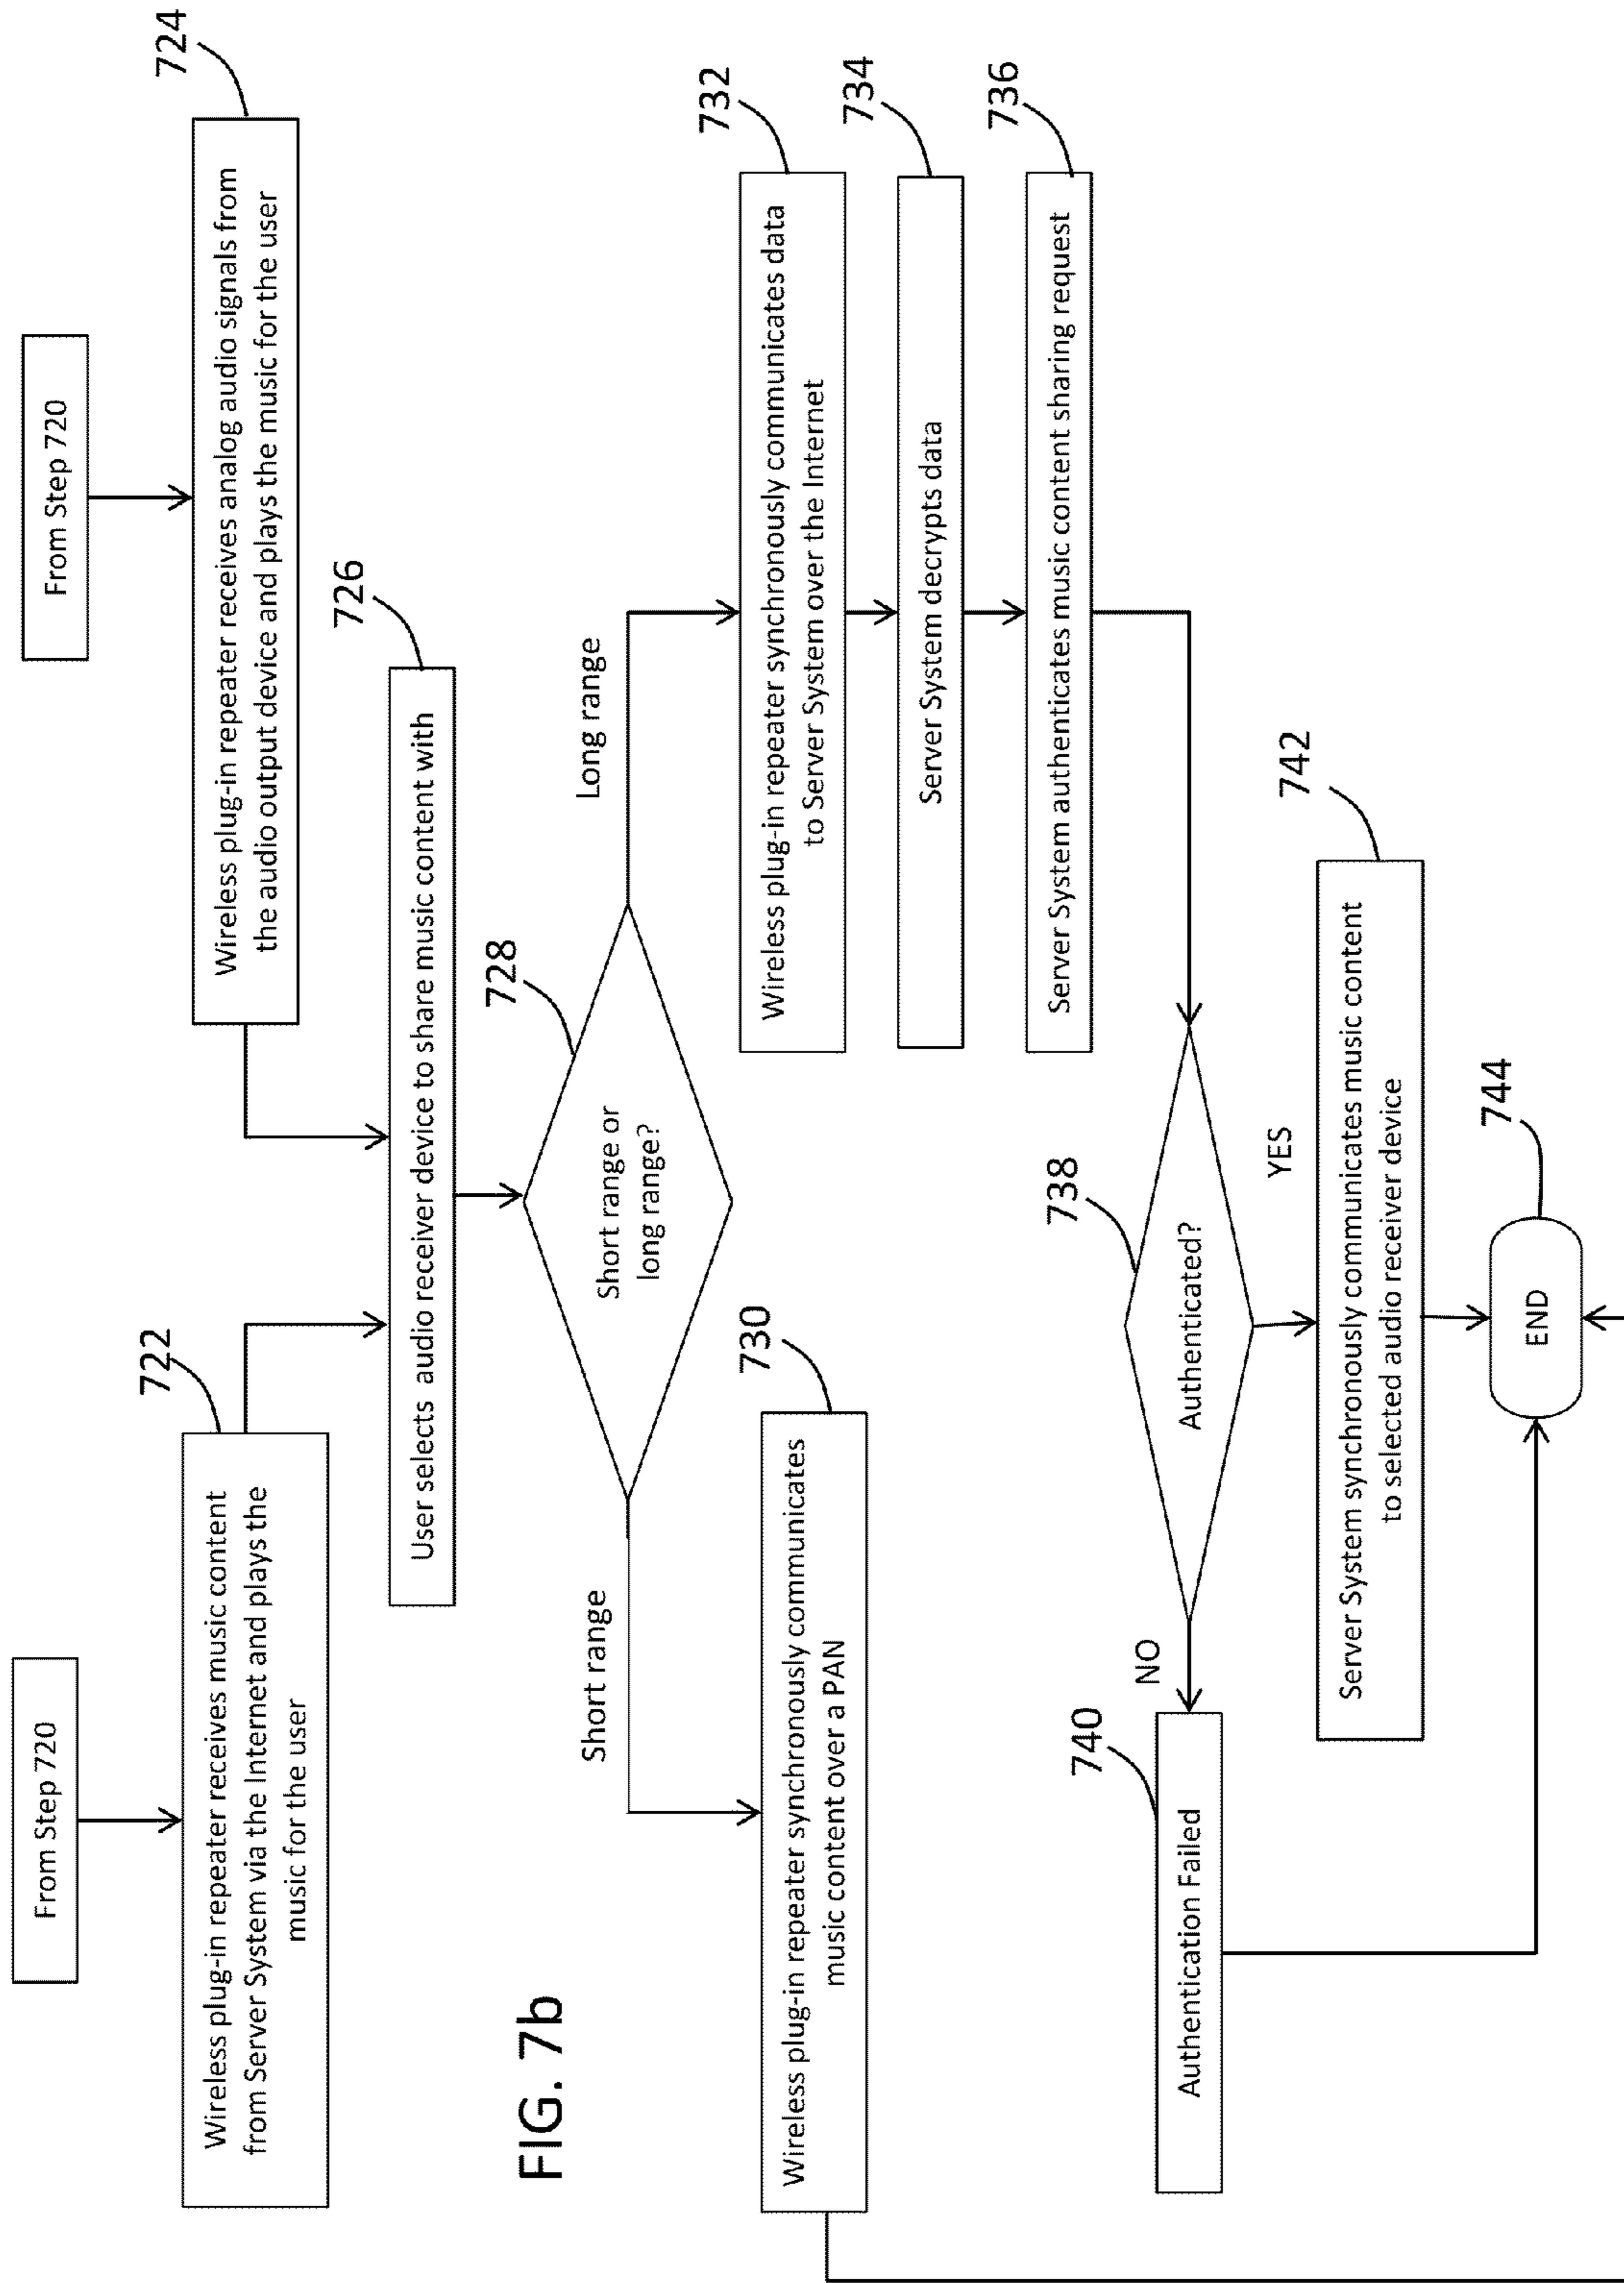 From Step 720
From Step 720
722
724
Wireless plug-in repeater receives music content
from Server System via the Internet and plays the
music for the user
Wireless plug-in repeater receives analog audio signals from
the audio output device and plays the music for the user
726
User selects audio receiver device to share music content with
728
Short range or
long range?
Short range
Long range
FIG. 7b
730
732
Wireless plug-in repeater synchronously communicates
music content over a PAN
Wireless plug-in repeater synchronously communicates data
to Server System over the Internet
734
Server System decrypts data
736
Server System authenticates music content sharing request
738
Authenticated?
NO
YES
740
Authentication Failed
742
Server System synchronously communicates music content
to selected audio receiver device
744
END